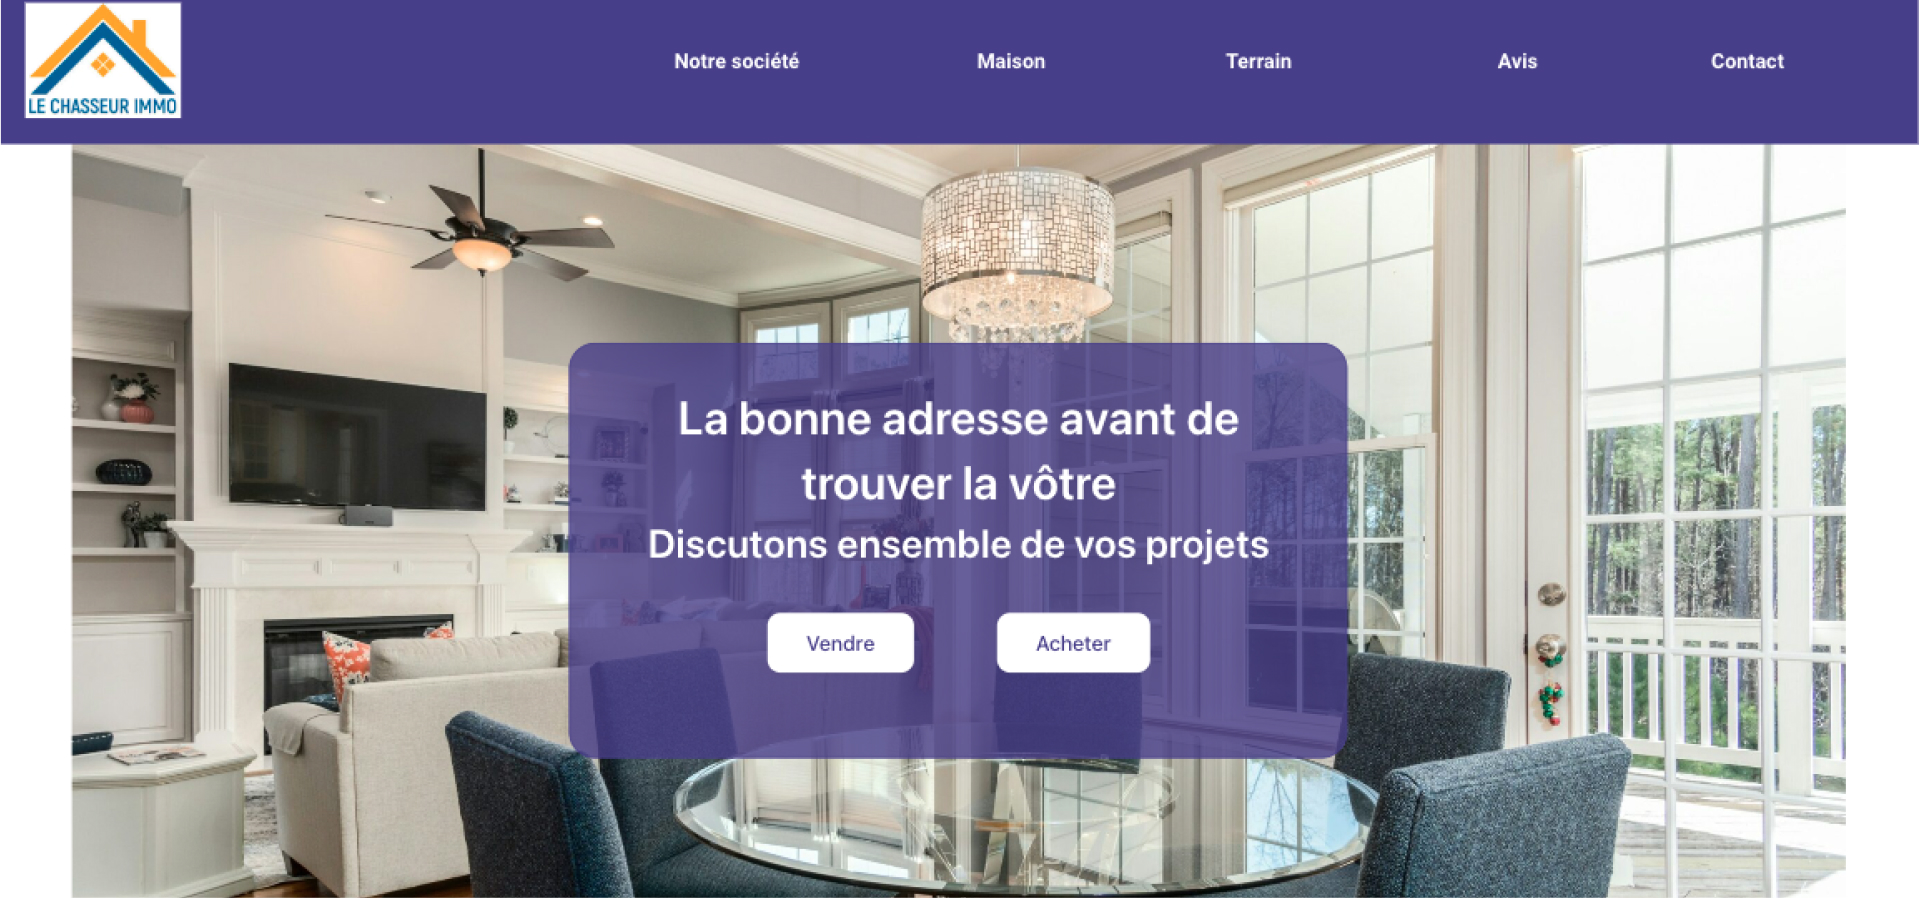 LE CHASSEUR IMMO
Notre société
Maison
Terrain
Avis
Contact
La bonne adresse avant de
trouver la vôtre
Discutons ensemble de vos projets
Vendre
Acheter